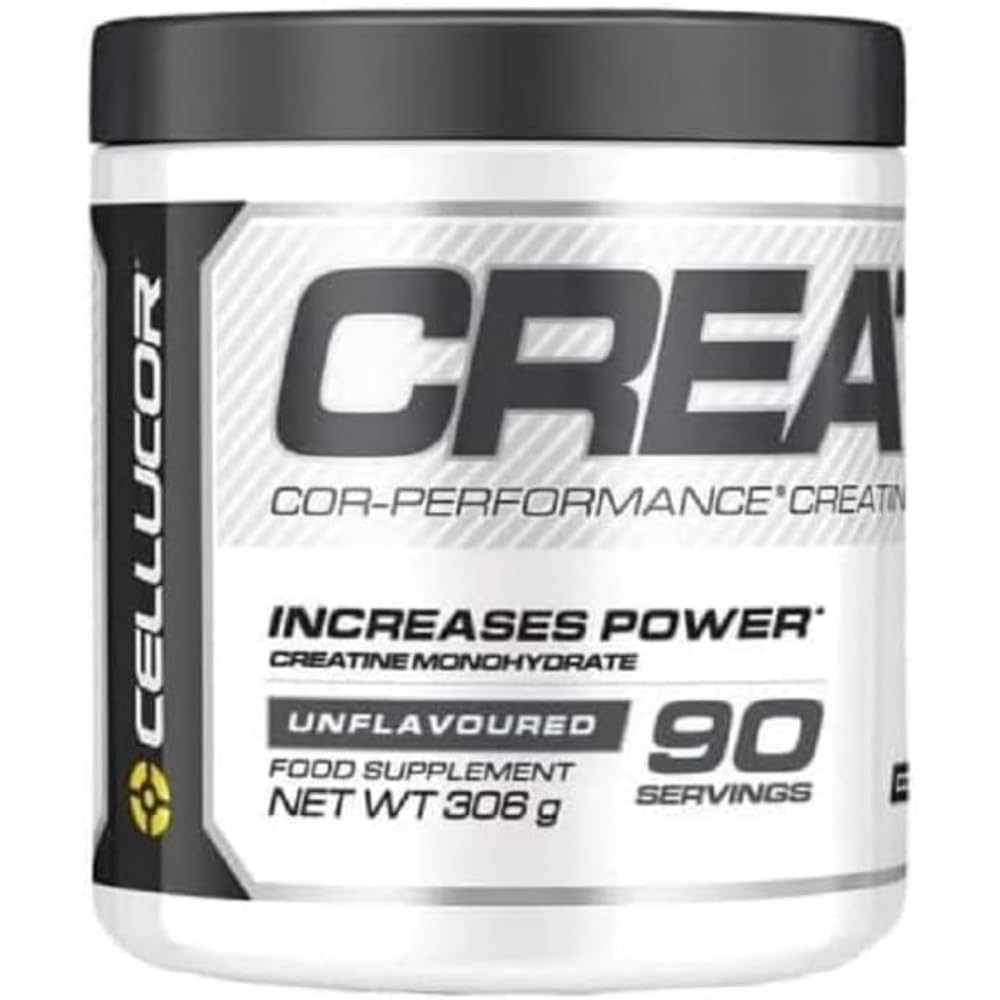 CELLUCOR
CREA
COR-PERFORMANCE® CREATIN
INCREASES POWER*
CREATINE MONOHYDRATE
UNFLAVOURED
FOOD SUPPLEMENT
NET WT 306 g
90
SERVINGS